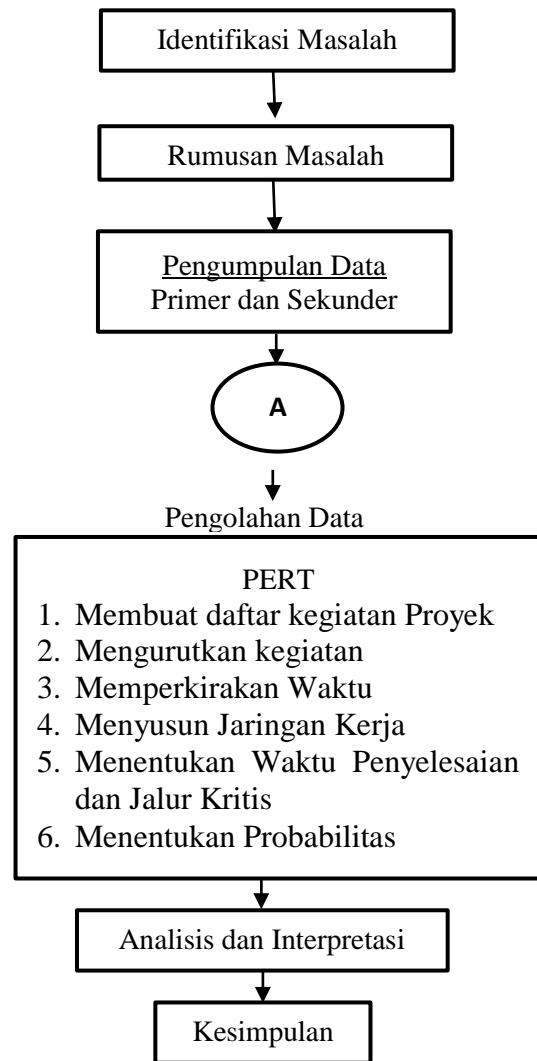 Identifikasi Masalah
Rumusan Masalah
Pengumpulan Data
Primer dan Sekunder
A
Pengolahan Data
PERT
1. Membuat daftar kegiatan Proyek
2. Mengurutkan kegiatan
3. Memperkirakan Waktu
4. Menyusun Jaringan Kerja
5. Menentukan Waktu Penyelesaian
dan Jalur Kritis
6. Menentukan Probabilitas
Analisis dan Interpretasi
Kesimpulan